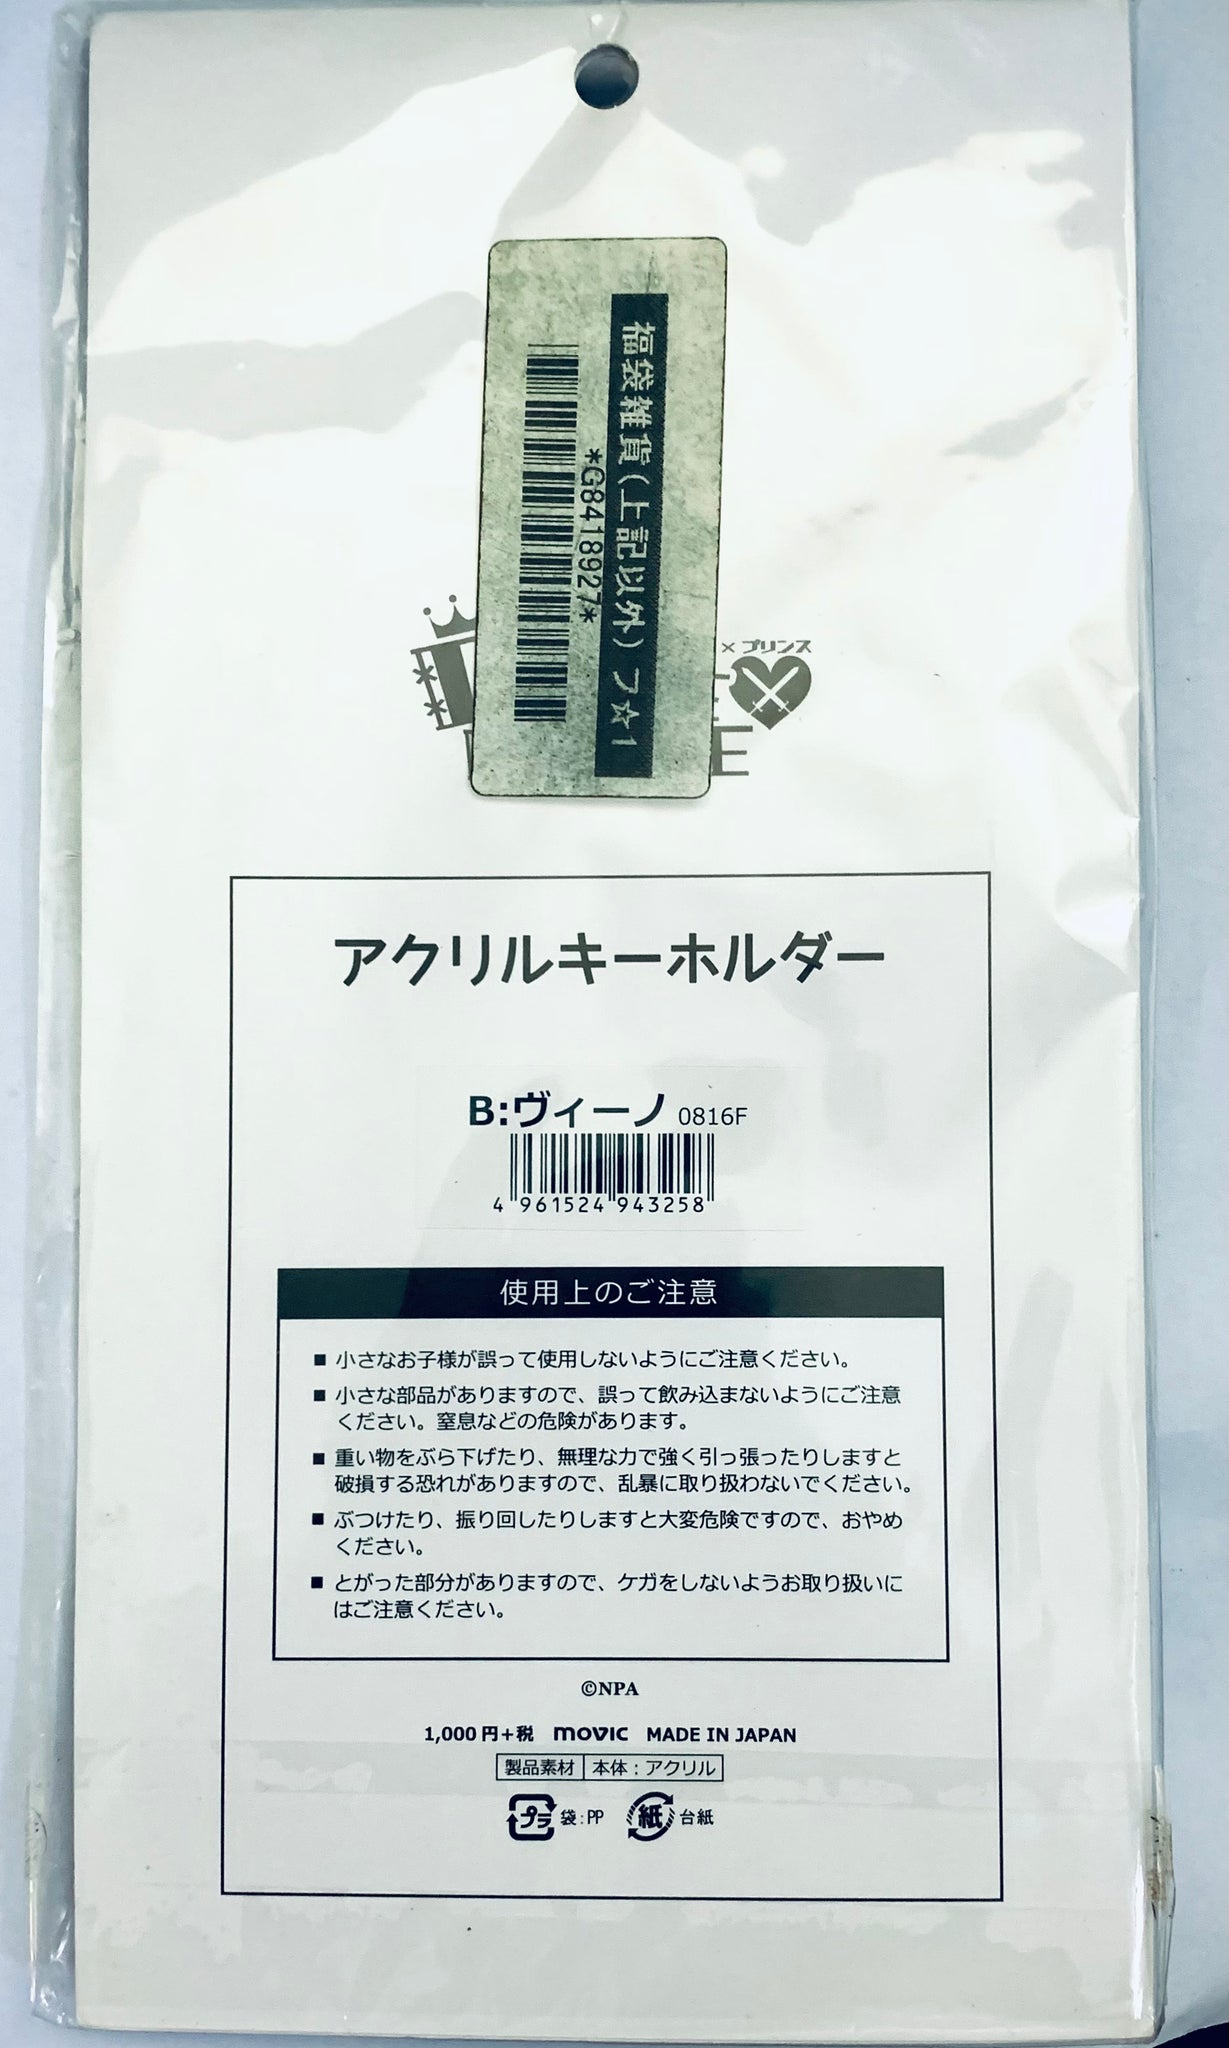 福袋雑貨(上記以外) フ☆1
*G8418927*
×プリンス
アクリルキーホルダー
B:ヴィーノ 0816F
4 961524 943258
使用上のご注意
■ 小さなお子様が誤って使用しないようにご注意ください。
■ 小さな部品がありますので、誤って飲み込まないようにご注意
ください。窒息などの危険があります。
■ 重い物をぶら下げたり、無理な力で強く引っ張ったりしますと
破損する恐れがありますので、乱暴に取り扱わないでください。
■ ぶつけたり、振り回したりしますと大変危険ですので、おやめ
ください。
■ とがった部分がありますので、ケガをしないようお取り扱いに
はご注意ください。
©NPA
1,000円+税 movic MADE IN JAPAN
製品素材 本体：アクリル
プラ 袋:PP 紙 台紙